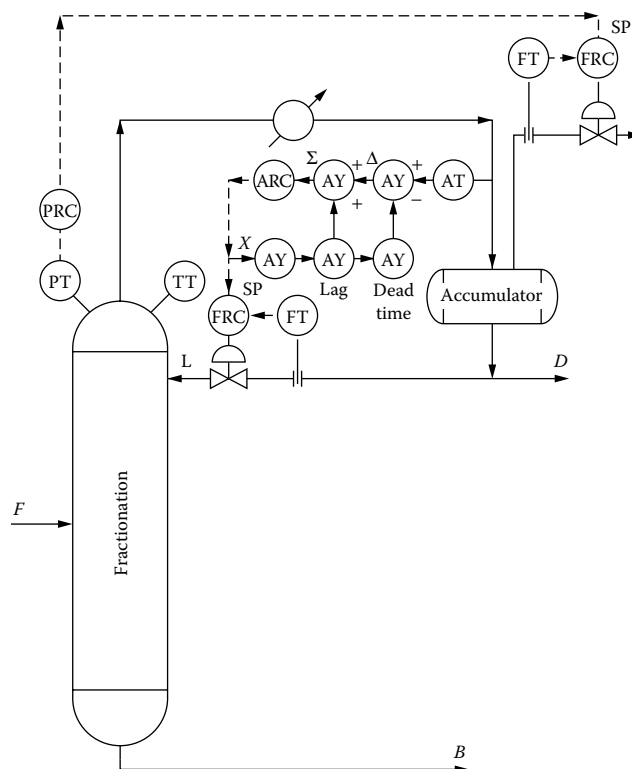 SP
FT
FRC
Σ
+
Δ
+
ARC
AY
AY
AT
+
−
PRC
X
AY
AY
AY
PT
TT
SP
Lag
Dead
time
Accumulator
FRC
FT
L
D
F
Fractionation
B